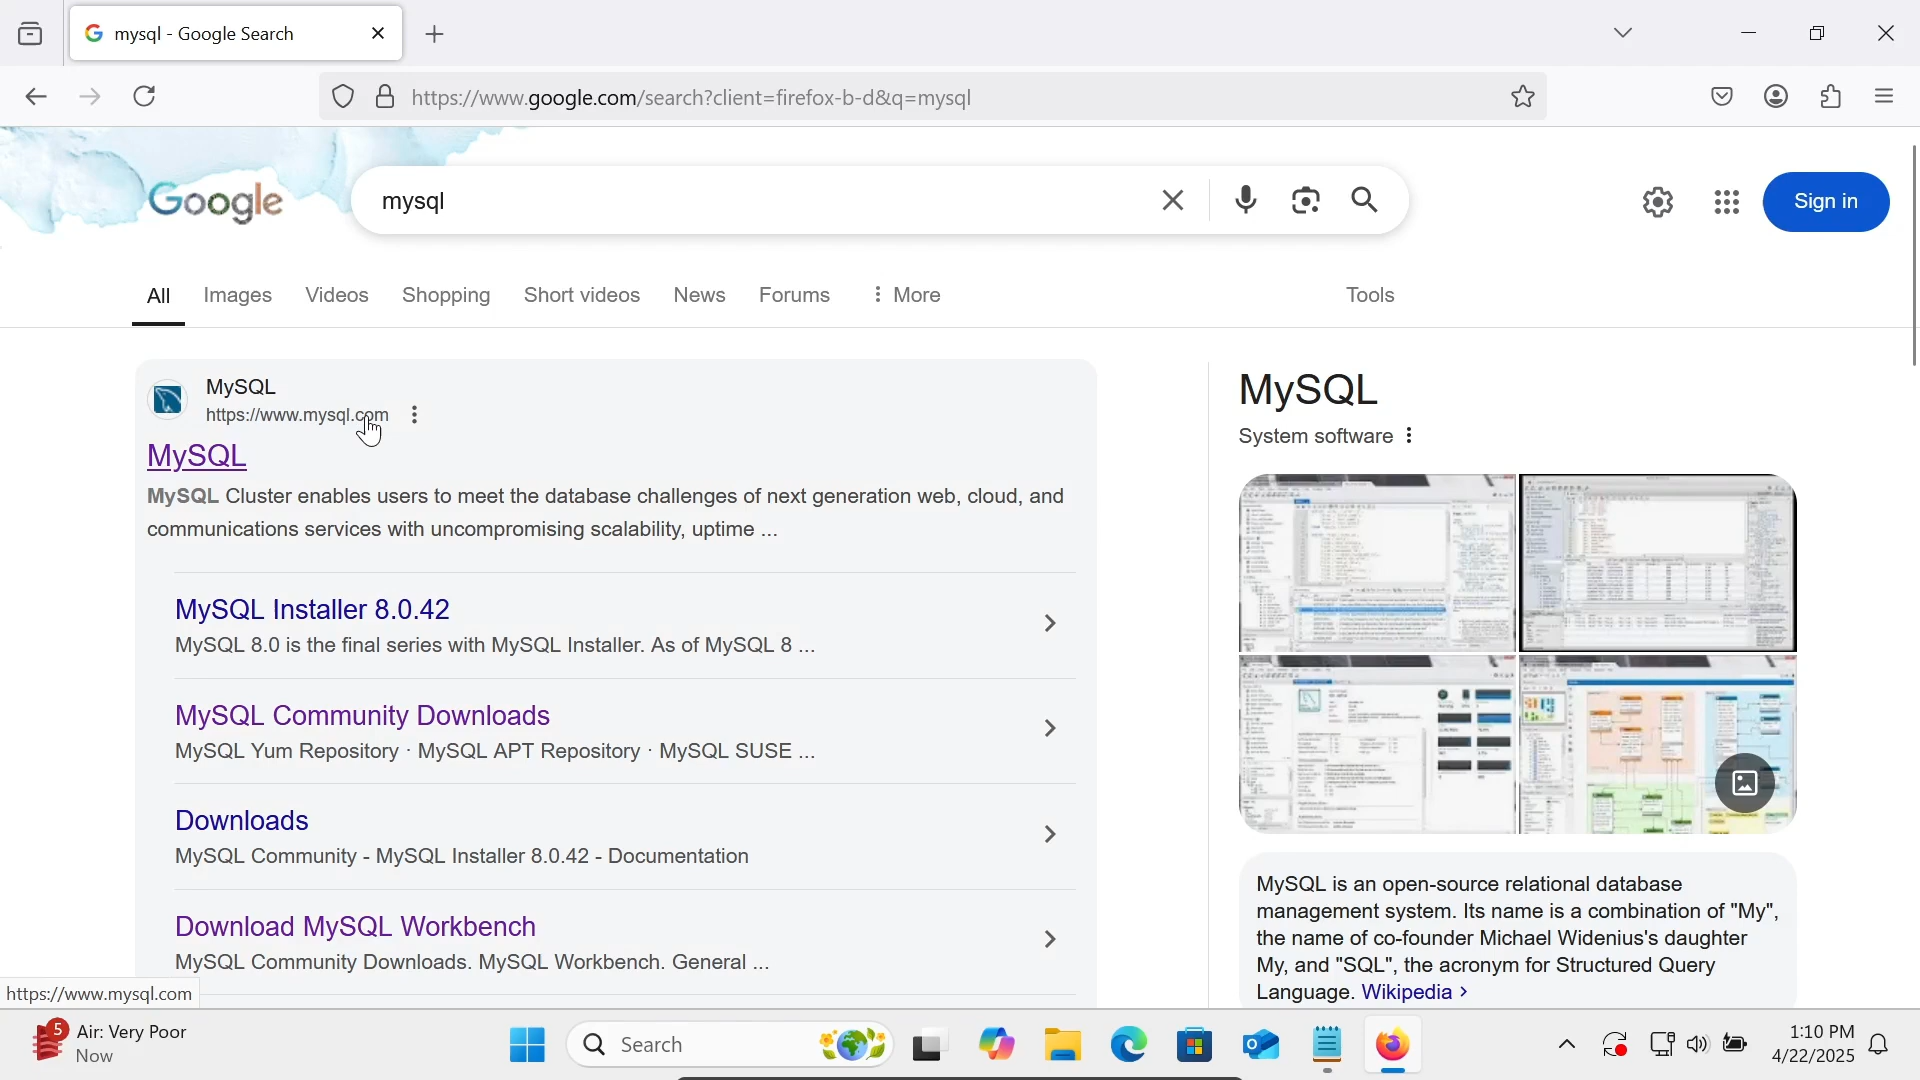 mysql - Google Search
https://www.google.com/search?client=firefox-b-d&q=mysql
Google
mysql
Sign in
All Images Videos Shopping Short videos News Forums More Tools
MySQL
https://www.mysql.com
MySQL
MySQL Cluster enables users to meet the database challenges of next generation web, cloud, and
communications services with uncompromising scalability, uptime ...
MySQL Installer 8.0.42
MySQL 8.0 is the final series with MySQL Installer. As of MySQL 8 ...
MySQL Community Downloads
MySQL Yum Repository · MySQL APT Repository · MySQL SUSE ...
Downloads
MySQL Community - MySQL Installer 8.0.42 - Documentation
Download MySQL Workbench
MySQL Community Downloads. MySQL Workbench. General ...
MySQL
System software
MySQL is an open-source relational database
management system. Its name is a combination of "My",
the name of co-founder Michael Widenius's daughter
My, and "SQL", the acronym for Structured Query
Language. Wikipedia
https://www.mysql.com
5
Air: Very Poor
Now
Search
1:10 PM
4/22/2025